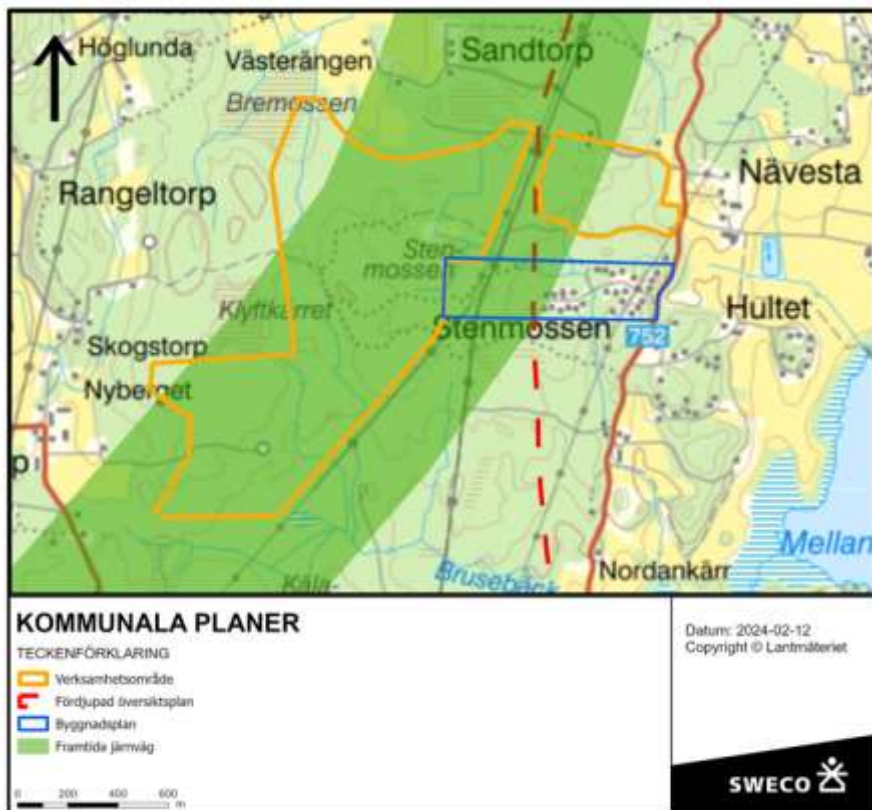 Höglunda
Västerängen
Bremossen
Sandtorp
Rangeltorp
Nävesta
Sten-
mossen
Klyftkärret
Hultet
Stenmossen
752
Skogstorp
Nyberget
p
Mellan
Nordankärr
Käla-
Brusebäck
KOMMUNALA PLANER
TECKENFÖRKLARING
Verksamhetsområde
Fördjupad översiktsplan
Byggnadsplan
Framtida järnväg
0 200 400 600
m
Datum: 2024-02-12
Copyright © Lantmäteriet
SWECO